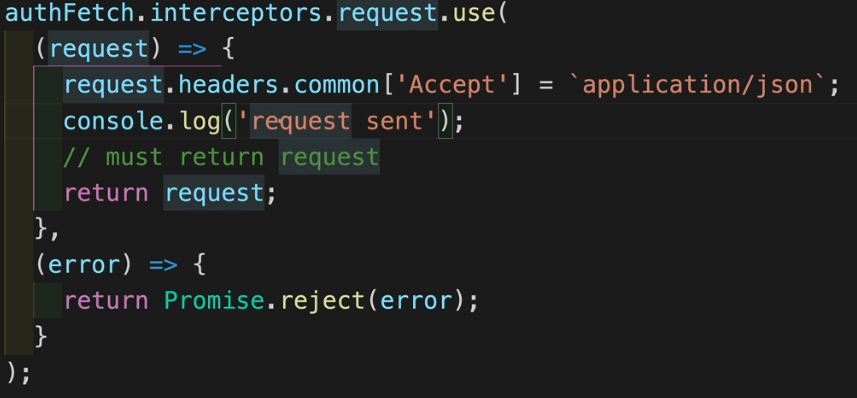 authFetch.interceptors.request.use(
(request) => {
request.headers.common['Accept'] = `application/json`;
console.log('request sent');
// must return request
return request;
},
(error) => {
return Promise.reject(error);
}
);